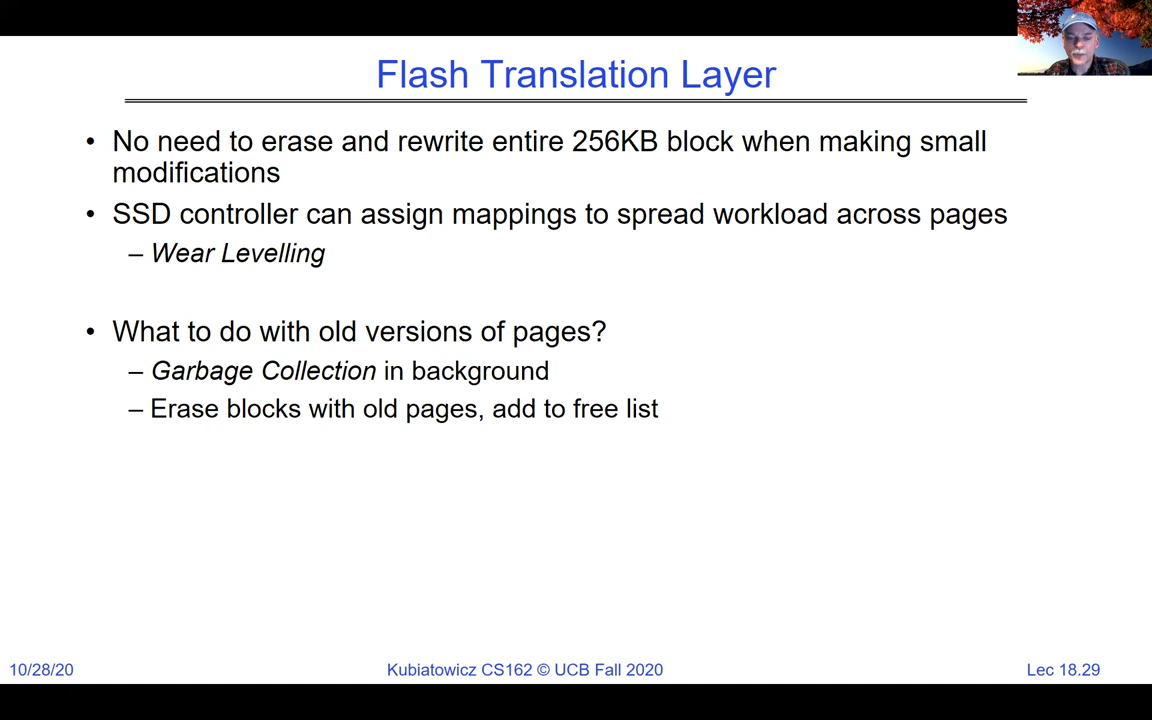 Flash Translation Layer
• No need to erase and rewrite entire 256KB block when making small
modifications
• SSD controller can assign mappings to spread workload across pages
– Wear Levelling
• What to do with old versions of pages?
– Garbage Collection in background
– Erase blocks with old pages, add to free list
10/28/20
Kubiatowicz CS162 © UCB Fall 2020
Lec 18.29